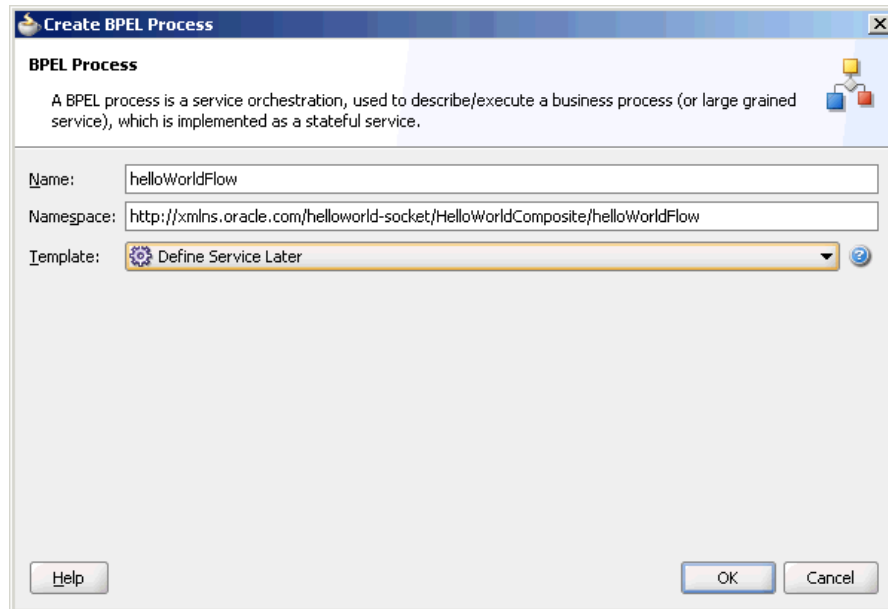 Create BPEL Process
BPEL Process
A BPEL process is a service orchestration, used to describe/execute a business process (or large grained
service), which is implemented as a stateful service.
Name: helloWorldFlow
Namespace: http://xmlns.oracle.com/helloworld-socket/HelloWorldComposite/helloWorldFlow
Template: Define Service Later
Help OK Cancel